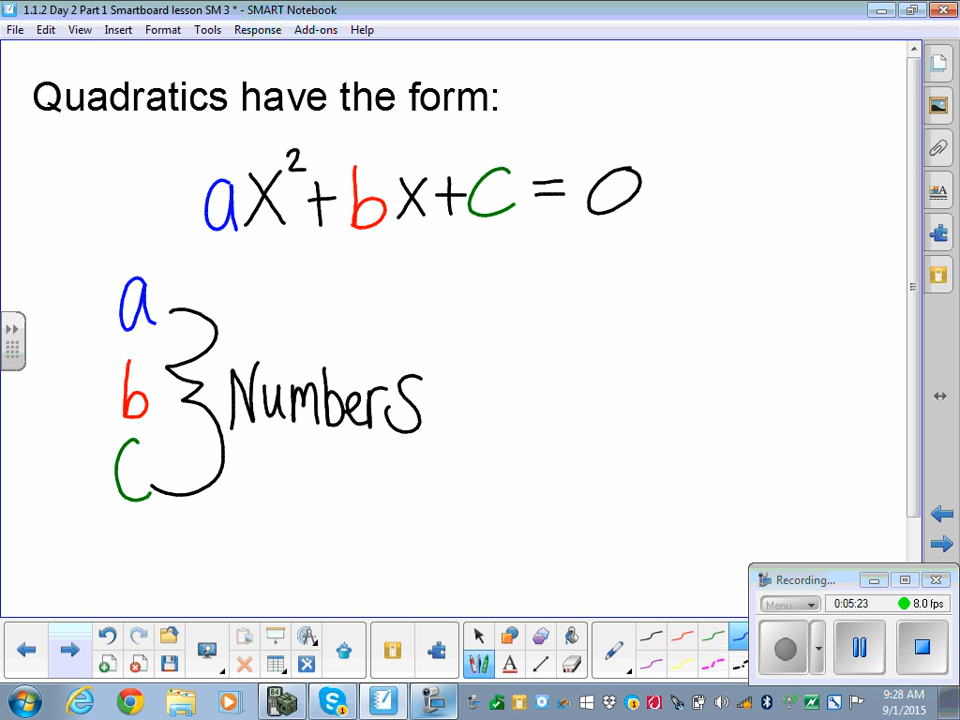 1.1.2 Day 2 Part 1 Smartboard lesson SM 3 * - SMART Notebook
File Edit View Insert Format Tools Response Add-ons Help
Quadratics have the form:
ax²+bx+c=0
a
b
c
Numbers
Recording...
Menu 0:05:23 8.0 fps
9:28 AM
9/1/2015